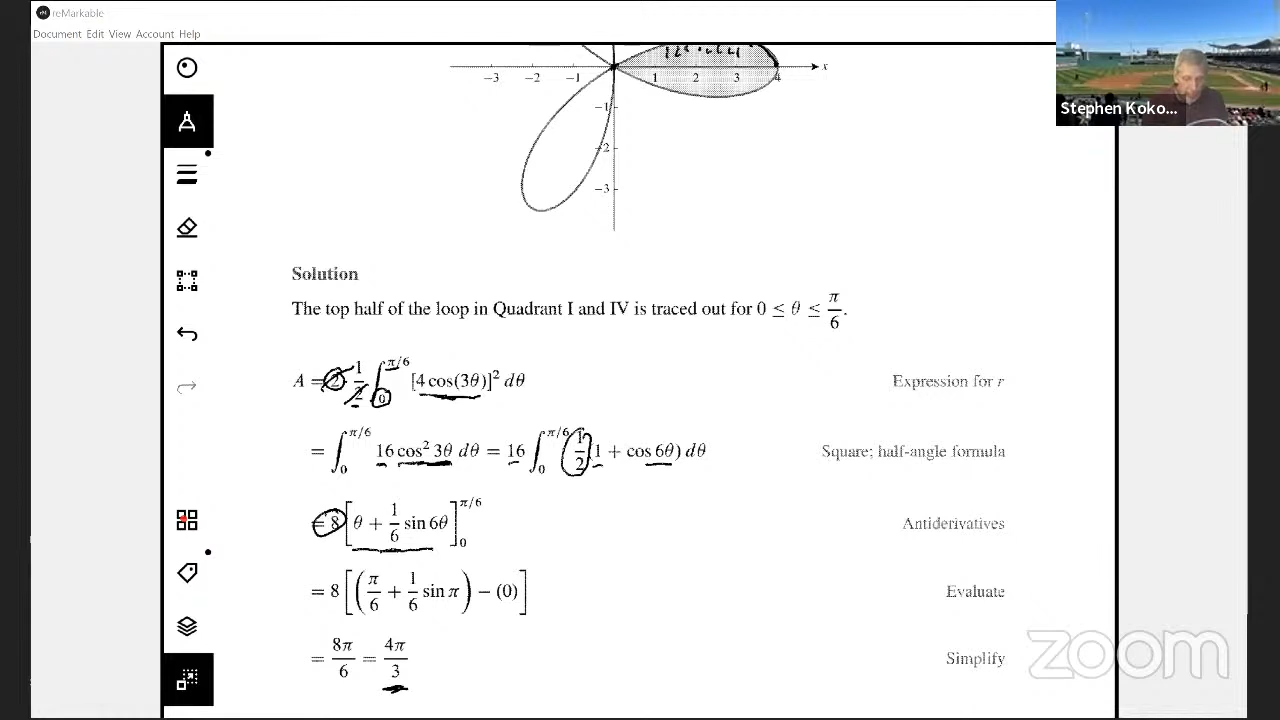 reMarkable
Document Edit View Account Help
Stephen Koko...
−3 −2 −1 1 2 3 4 x
−1
−2
−3
Solution
The top half of the loop in Quadrant I and IV is traced out for 0 ≤ θ ≤ π/6.
A = 2 · 1/2 ∫_0^{π/6} [4 cos(3θ)]² dθ Expression for r
= ∫_0^{π/6} 16 cos² 3θ dθ = 16 ∫_0^{π/6} (1/2)(1 + cos 6θ) dθ Square; half-angle formula
= 8 [θ + 1/6 sin 6θ]_0^{π/6} Antiderivatives
= 8 [(π/6 + 1/6 sin π) − (0)] Evaluate
= 8π/6 = 4π/3 Simplify
zoom